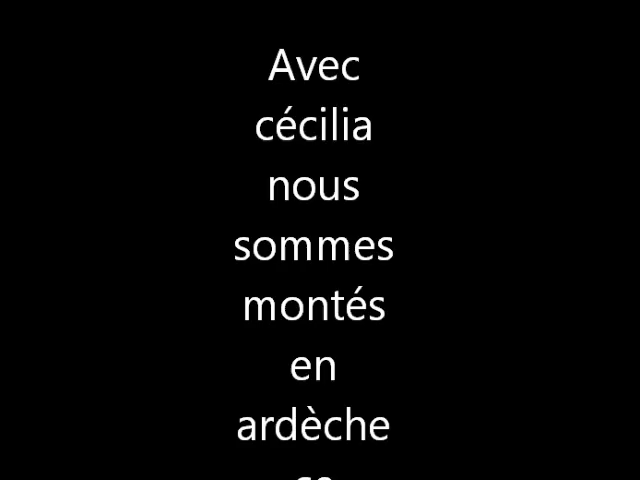 Avec
cécilia
nous
sommes
montés
en
ardèche